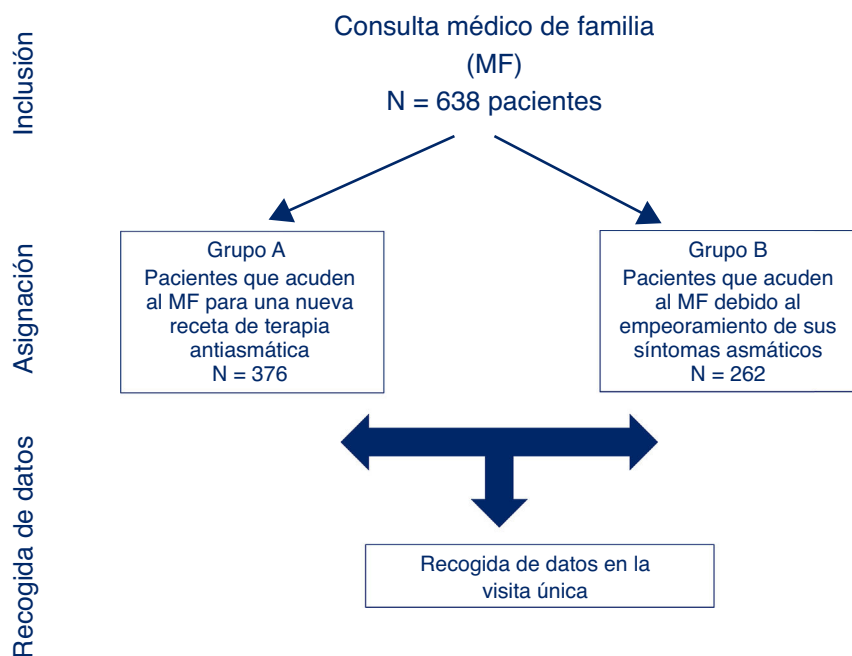 Inclusión
Consulta médico de familia
(MF)
N = 638 pacientes
Asignación
Grupo A
Pacientes que acuden
al MF para una nueva
receta de terapia
antiasmática
N = 376
Grupo B
Pacientes que acuden
al MF debido al
empeoramiento de sus
síntomas asmáticos
N = 262
Recogida de datos
Recogida de datos en la
visita única